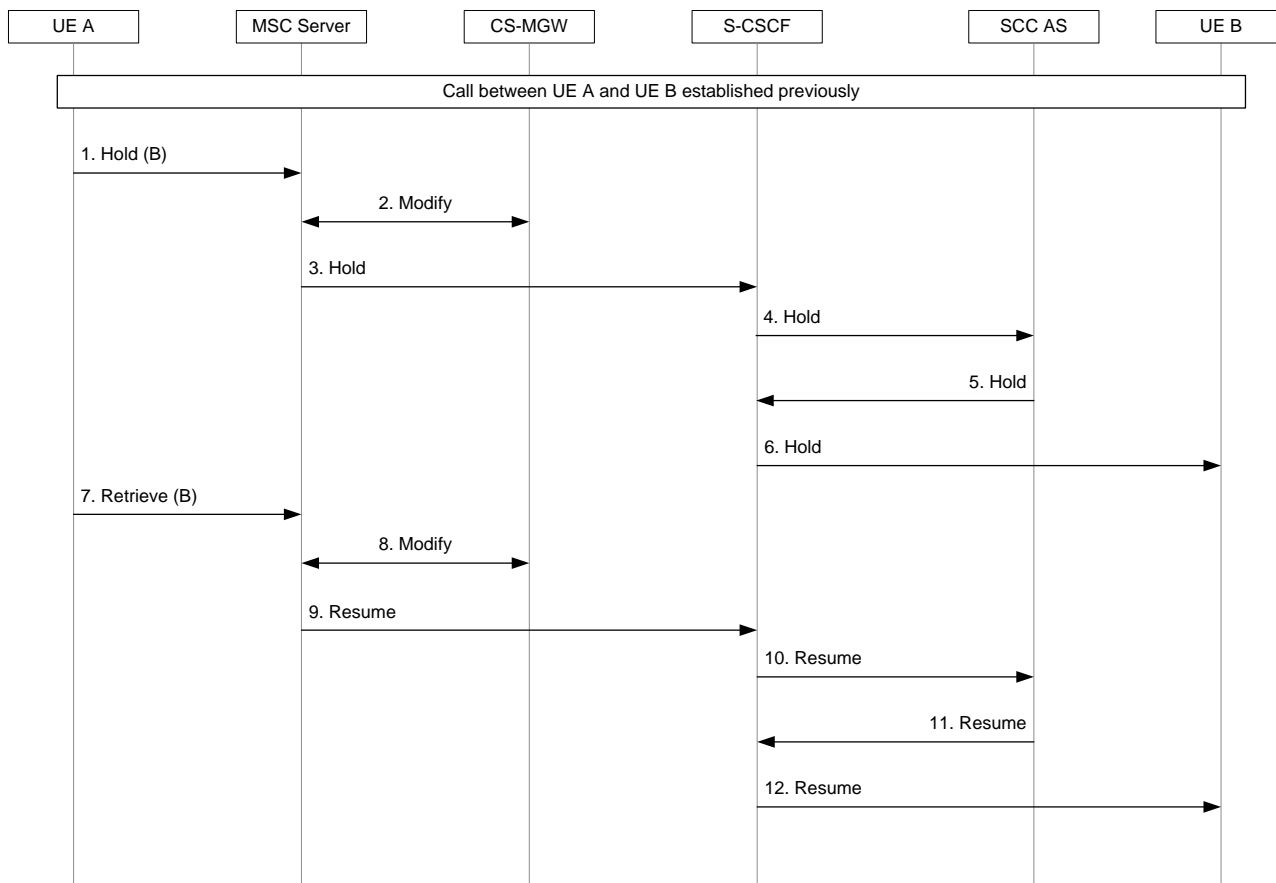 UE A
MSC Server
CS-MGW
S-CSCF
SCC AS
UE B
Call between UE A and UE B established previously
1. Hold (B)
2. Modify
3. Hold
4. Hold
5. Hold
6. Hold
7. Retrieve (B)
8. Modify
9. Resume
10. Resume
11. Resume
12. Resume